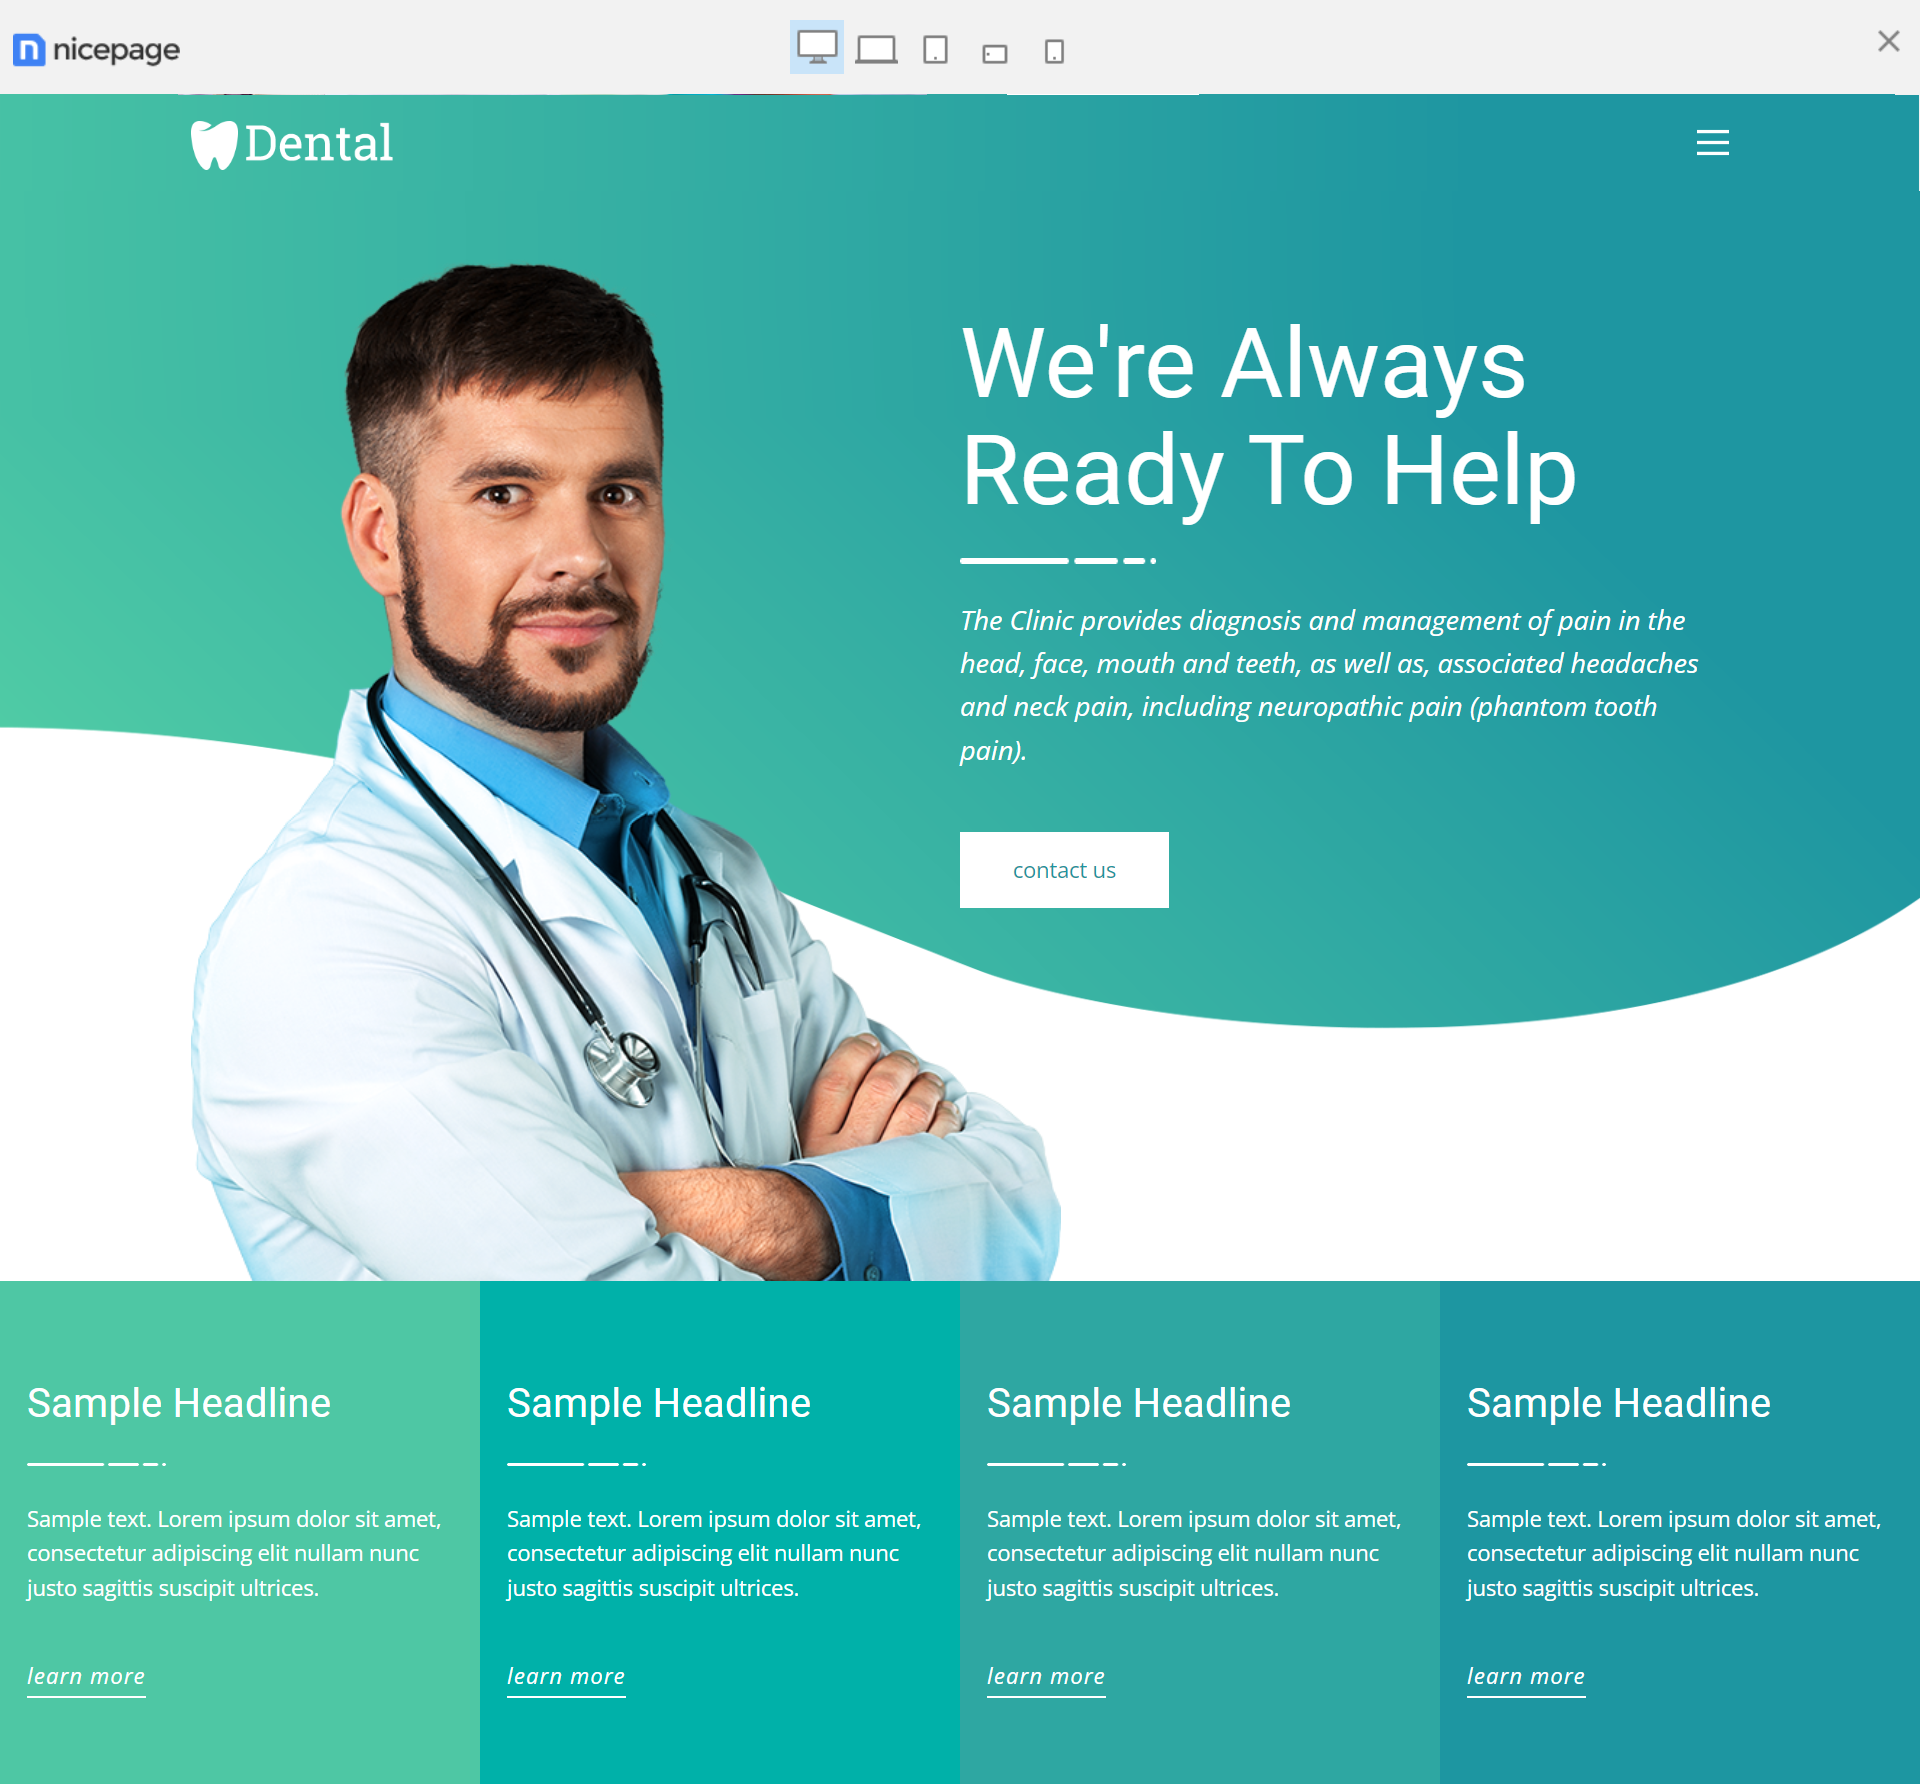 nicepage
Dental
We're Always
Ready To Help
The Clinic provides diagnosis and management of pain in the
head, face, mouth and teeth, as well as, associated headaches
and neck pain, including neuropathic pain (phantom tooth
pain).
contact us
Sample Headline
Sample text. Lorem ipsum dolor sit amet,
consectetur adipiscing elit nullam nunc
justo sagittis suscipit ultrices.
learn more
Sample Headline
Sample text. Lorem ipsum dolor sit amet,
consectetur adipiscing elit nullam nunc
justo sagittis suscipit ultrices.
learn more
Sample Headline
Sample text. Lorem ipsum dolor sit amet,
consectetur adipiscing elit nullam nunc
justo sagittis suscipit ultrices.
learn more
Sample Headline
Sample text. Lorem ipsum dolor sit amet,
consectetur adipiscing elit nullam nunc
justo sagittis suscipit ultrices.
learn more